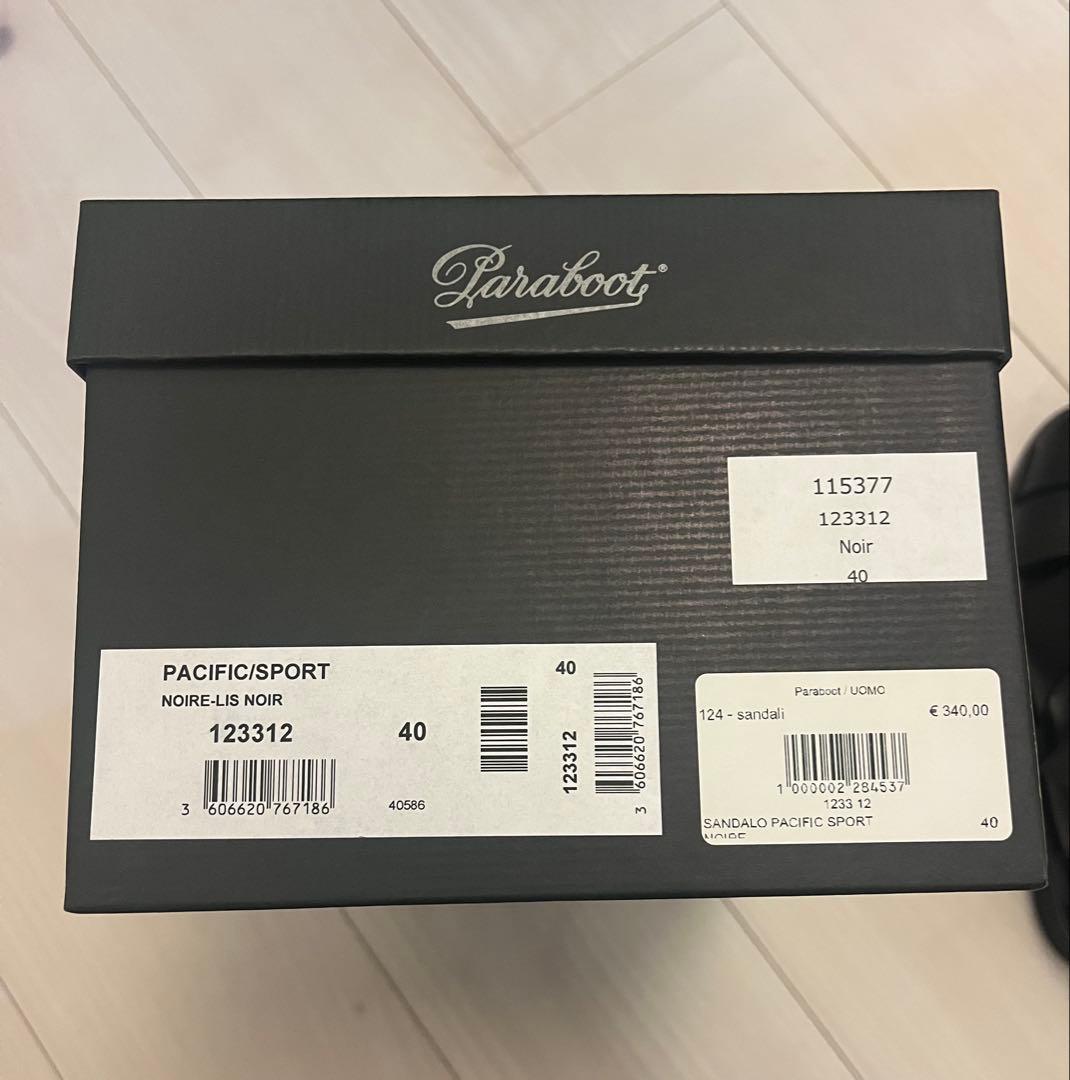 Paraboot®
115377
123312
Noir
40
PACIFIC/SPORT
NOIRE-LIS NOIR
123312 40
3 606620 767186
40586
40
123312
3 606620 767186
Paraboot / UOMO
124 - sandali € 340,00
1 000002 284537
1233 12
SANDALO PACIFIC SPORT 40
NOIRE